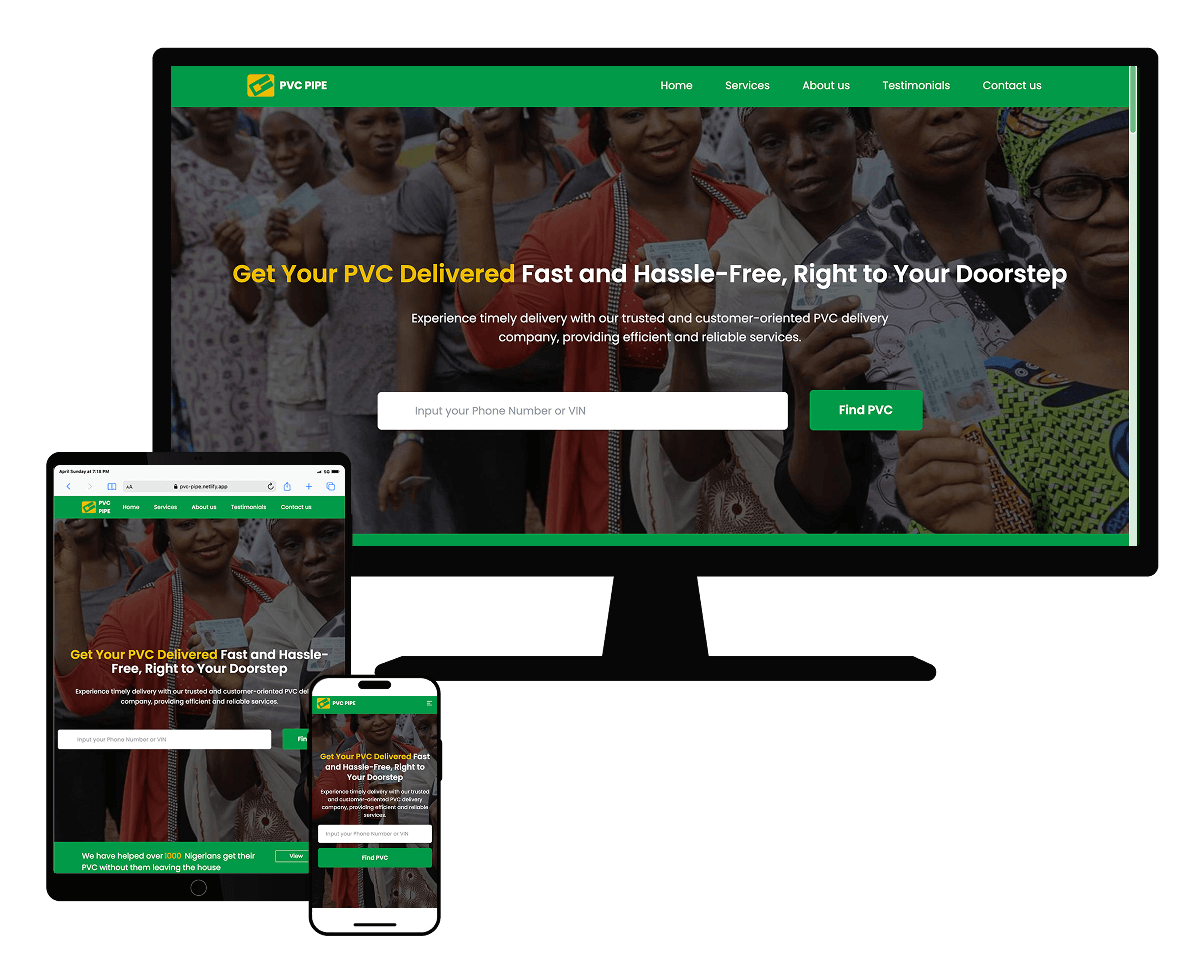 PVC PIPE
Home Services About us Testimonials Contact us
Get Your PVC Delivered Fast and Hassle-Free, Right to Your Doorstep
Experience timely delivery with our trusted and customer-oriented PVC delivery
company, providing efficient and reliable services.
Input your Phone Number or VIN
Find PVC
April Sunday at 7:10 PM
5G
AA
pvc-pipe.netlify.app
PVC
PIPE
Home Services About us Testimonials Contact us
Get Your PVC Delivered Fast and Hassle-
Free, Right to Your Doorstep
Experience timely delivery with our trusted and customer-oriented PVC del
company, providing efficient and reliable services.
Input your Phone Number or VIN
Fin
We have helped over 1000 Nigerians get their
PVC without them leaving the house
View
PVC PIPE
Get Your PVC Delivered Fast
and Hassle-Free, Right to
Your Doorstep
Experience timely delivery with our trusted
and customer-oriented PVC delivery
company, providing efficient and reliable
services.
Input your Phone Number or VIN
Find PVC